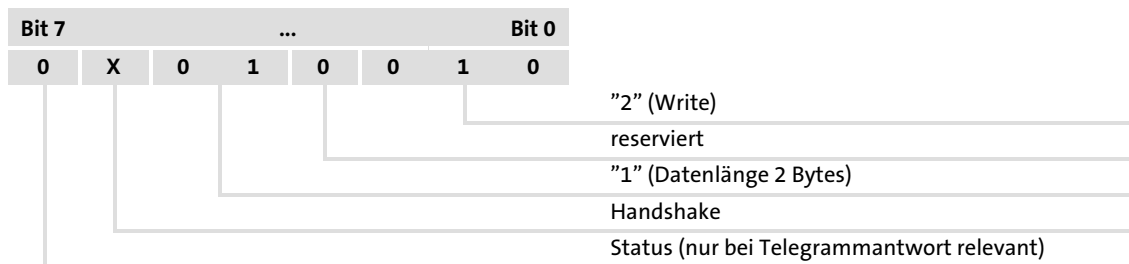 Bit 7 ... Bit 0
0 X 0 1 0 0 1 0
”2” (Write)
reserviert
”1” (Datenlänge 2 Bytes)
Handshake
Status (nur bei Telegrammantwort relevant)